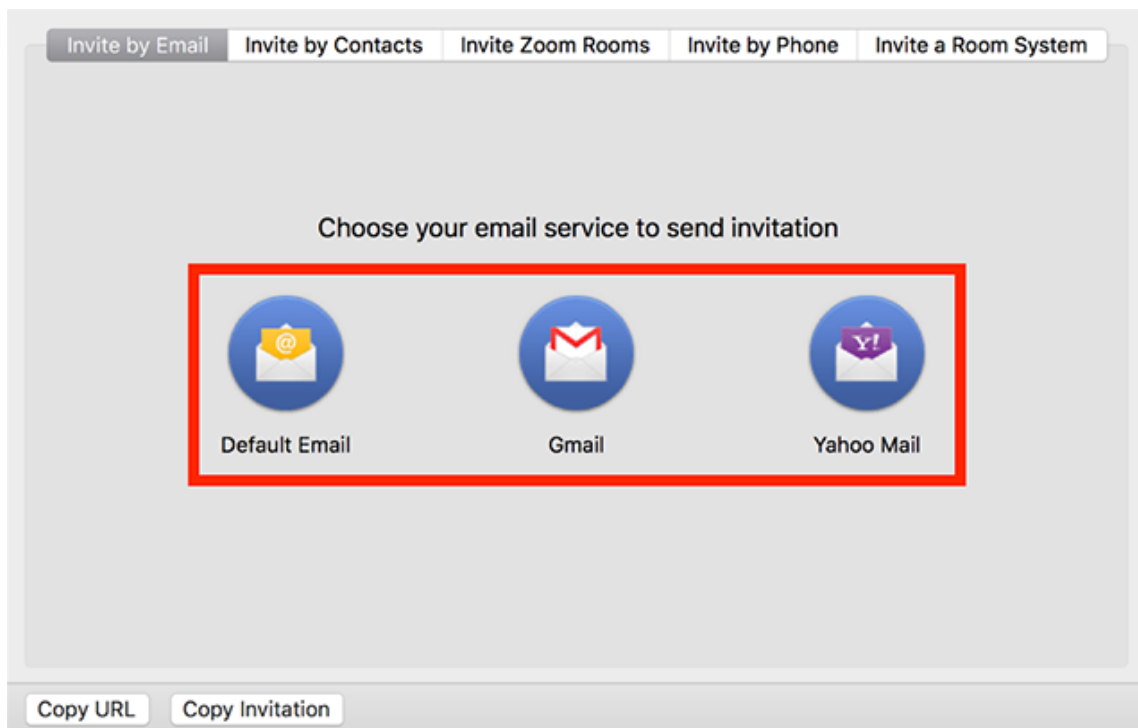 Invite by Email Invite by Contacts Invite Zoom Rooms Invite by Phone Invite a Room System
Choose your email service to send invitation
@ Y!
Default Email Gmail Yahoo Mail
Copy URL Copy Invitation